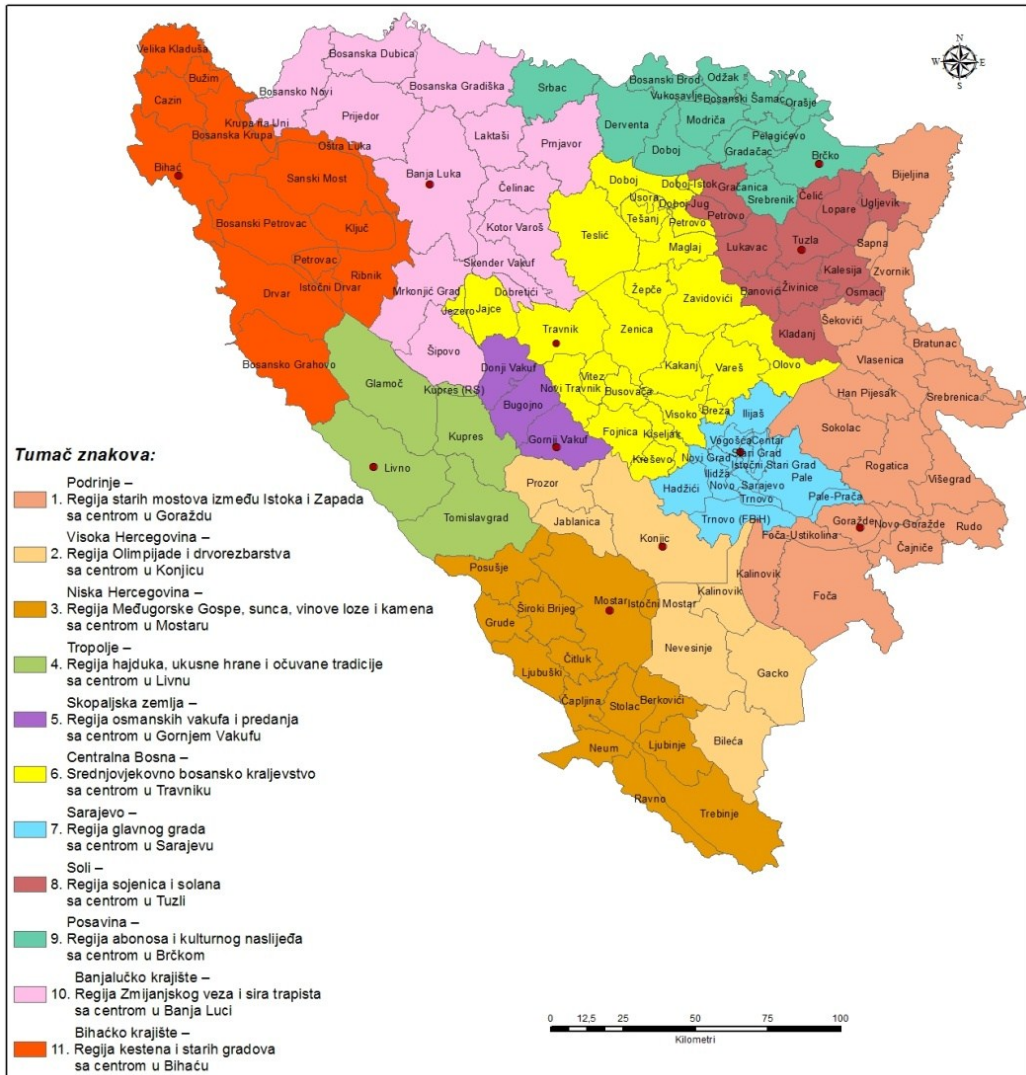 N
W E
S
Velika Kladuša
Bužim
Cazin
Bosansko Novi
Bosanska Dubica
Bosanska Gradiška
Srbac
Bosanski Brod
Odžak
Vukosavlje
Bosanski Šamac
Orašje
Prijedor
Krupa na Uni
Bosanska Krupa
Laktaši
Prnjavor
Derventa
Modriča
Pelagićevo
Doboj
Gradačac
Brčko
Bijeljina
Bihać
Oštra Luka
Sanski Most
Banja Luka
Čelinac
Doboj
Doboj-Istok
Gračanica
Srebrenik
Čelić
Lopare
Ugljevik
Usora
Doboj-Jug
Tešanj
Petrovo
Petrovo
Bosanski Petrovac
Ključ
Kotor Varoš
Teslić
Maglaj
Lukavac
Tuzla
Sapna
Petrovac
Ribnik
Skender Vakuf
Zvornik
Kalesija
Drvar
Istočni Drvar
Mrkonjić Grad
Dobretići
Žepče
Zavidovići
Banovići
Živinice
Osmaci
Jezero
Jajce
Šekovići
Travnik
Zenica
Kladanj
Bratunac
Bosansko Grahovo
Šipovo
Donji Vakuf
Vitez
Kakanj
Vareš
Olovo
Vlasenica
Glamoč
Kupres (RS)
Novi Travnik
Busovača
Han Pijesak
Srebrenica
Bugojno
Visoko
Breza
Ilijaš
Kupres
Gornji Vakuf
Fojnica
Kiseljak
Vogošća
Centar
Sokolac
Kreševo
Novi Grad
Stari Grad
Istočni Stari Grad
Rogatica
Livno
Ilidža
Pale
Višegrad
Prozor
Hadžići
Novo
Sarajevo
Trnovo
Pale-Prača
Tomislavgrad
Jablanica
Trnovo (FBiH)
Goražde
Novo Goražde
Rudo
Konjic
Foča-Ustikolina
Čajniče
Posušje
Kalinovik
Kalinovik
Foča
Široki Brijeg
Mostar
Istočni Mostar
Grude
Nevesinje
Čitluk
Gacko
Ljubuški
Čapljina
Stolac
Berkovići
Bileća
Neum
Ljubinje
Ravno
Trebinje
Tumač znakova:
Podrinje –
1. Regija starih mostova između Istoka i Zapada
sa centrom u Goraždu
Visoka Hercegovina –
2. Regija Olimpijade i drvorezbarstva
sa centrom u Konjicu
Niska Hercegovina –
3. Regija Međugorske Gospe, sunca, vinove loze i kamena
sa centrom u Mostaru
Tropolje –
4. Regija hajduka, ukusne hrane i očuvane tradicije
sa centrom u Livnu
Skopaljska zemlja –
5. Regija osmanskih vakufa i predanja
sa centrom u Gornjem Vakufu
Centralna Bosna –
6. Srednjovjekovno bosansko kraljevstvo
sa centrom u Travniku
Sarajevo –
7. Regija glavnog grada
sa centrom u Sarajevu
Soli –
8. Regija sojenica i solana
sa centrom u Tuzli
Posavina –
9. Regija abonosa i kulturnog naslijeđa
sa centrom u Brčkom
Banjalučko krajište –
10. Regija Zmijanjskog veza i sira trapista
sa centrom u Banja Luci
Bihaćko krajište –
11. Regija kestena i starih gradova
sa centrom u Bihaću
0 12,5 25 50 75 100
Kilometri